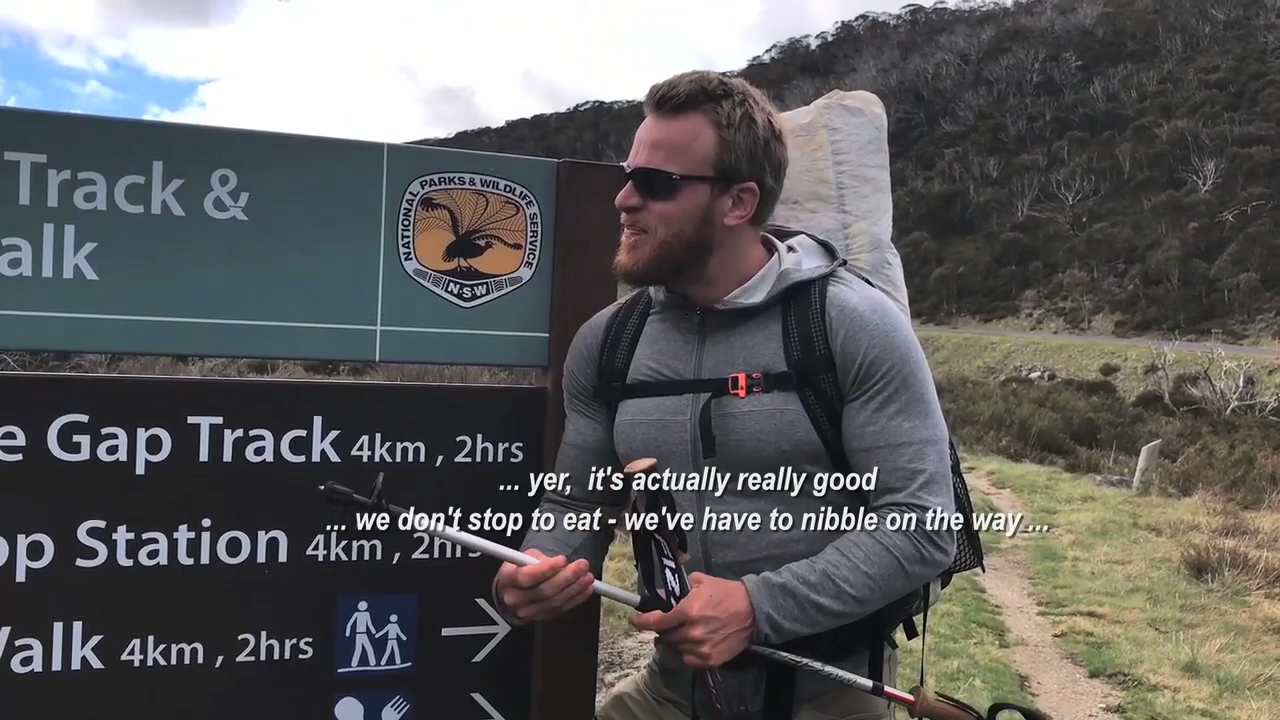 Track &
alk
NATIONAL PARKS & WILDLIFE SERVICE
N·S·W
e Gap Track 4km , 2hrs
op Station 4km , 2hrs
Walk 4km , 2hrs
... yer, it's actually really good
... we don't stop to eat - we've have to nibble on the way ...